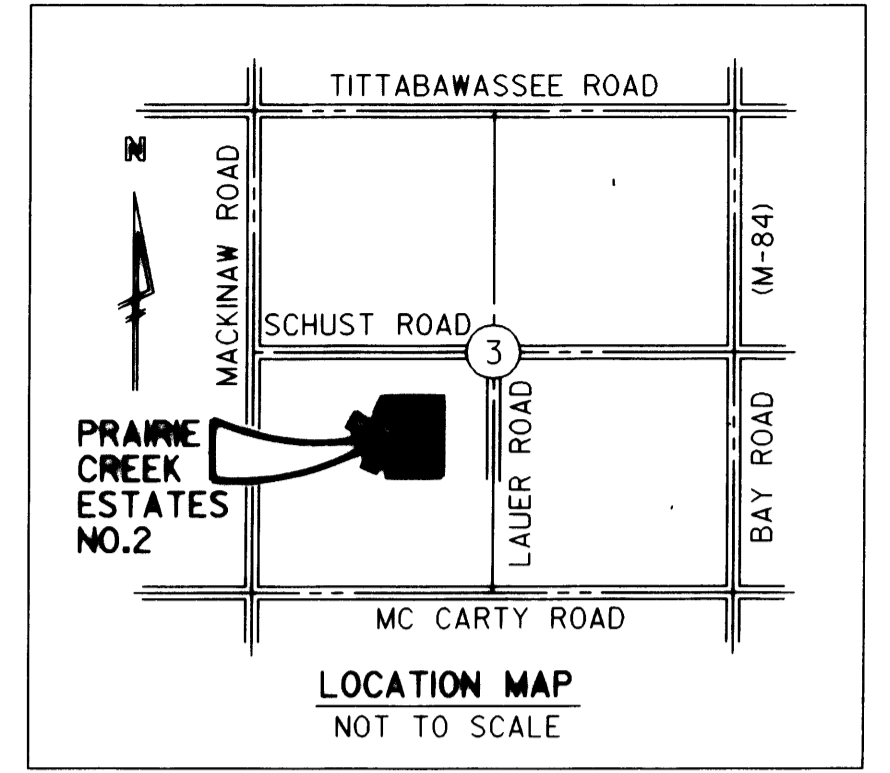 TITTABAWASSEE ROAD
N
MACKINAW ROAD
(M-84)
SCHUST ROAD
3
PRAIRIE
CREEK
ESTATES
NO.2
LAUER ROAD
BAY ROAD
MC CARTY ROAD
LOCATION MAP
NOT TO SCALE